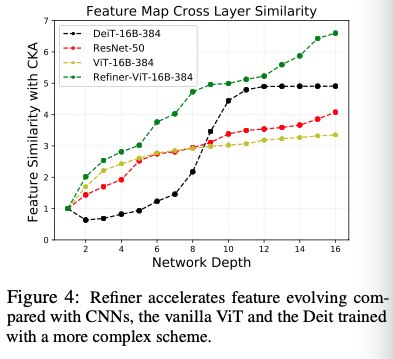 Feature Map Cross Layer Similarity
7
6
5
4
3
2
1
0
Feature Similarity with CKA
DeiT-16B-384
ResNet-50
ViT-16B-384
Refiner-ViT-16B-384
2 4 6 8 10 12 14 16
Network Depth
Figure 4: Refiner accelerates feature evolving com-
pared with CNNs, the vanilla ViT and the Deit trained
with a more complex scheme.